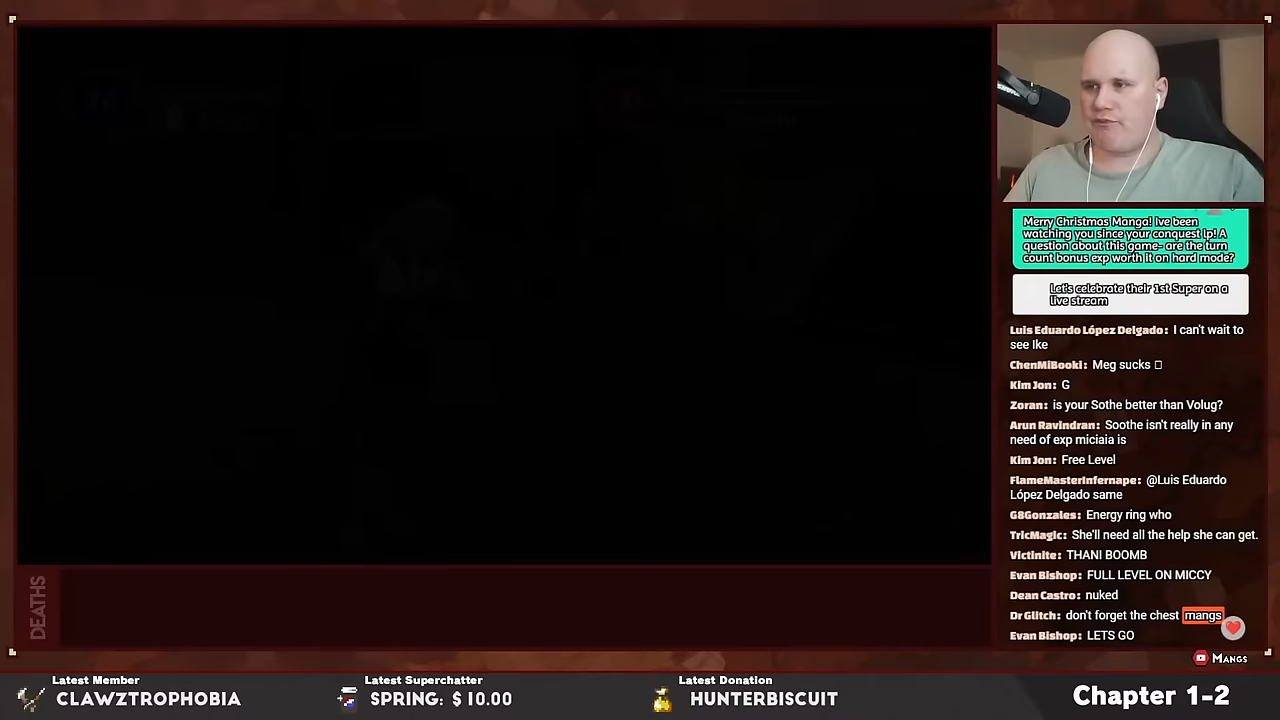 Merry Christmas Manga! Ive been
watching you since your conquest lp! A
question about this game- are the turn
count bonus exp worth it on hard mode?
Let's celebrate their 1st Super on a
live stream
Luis Eduardo López Delgado: I can't wait to
see Ike
ChenMiBooki: Meg sucks
Kim Jon: G
Zoran: is your Sothe better than Volug?
Arun Ravindran: Soothe isn't really in any
need of exp miciaia is
Kim Jon: Free Level
FlameMasterInfernape: @Luis Eduardo
López Delgado same
G8Gonzales: Energy ring who
TricMagic: She'll need all the help she can get.
Victinite: THANI BOOMB
Evan Bishop: FULL LEVEL ON MICCY
Dean Castro: nuked
Dr Glitch: don't forget the chest mangs
Evan Bishop: LETS GO
Mangs
DEATHS
Latest Member
CLAWZTROPHOBIA
Latest Superchatter
SPRING: $10.00
Latest Donation
HUNTERBISCUIT
Chapter 1-2